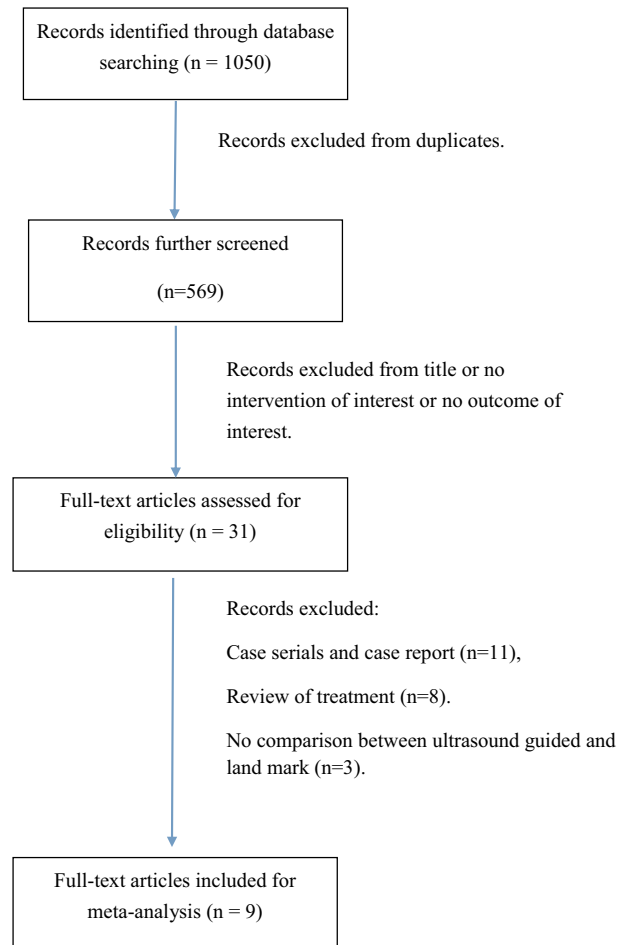 Records identified through database
searching (n = 1050)
Records excluded from duplicates.
Records further screened
(n=569)
Records excluded from title or no
intervention of interest or no outcome of
interest.
Full-text articles assessed for
eligibility (n = 31)
Records excluded:
Case serials and case report (n=11),
Review of treatment (n=8).
No comparison between ultrasound guided and
land mark (n=3).
Full-text articles included for
meta-analysis (n = 9)